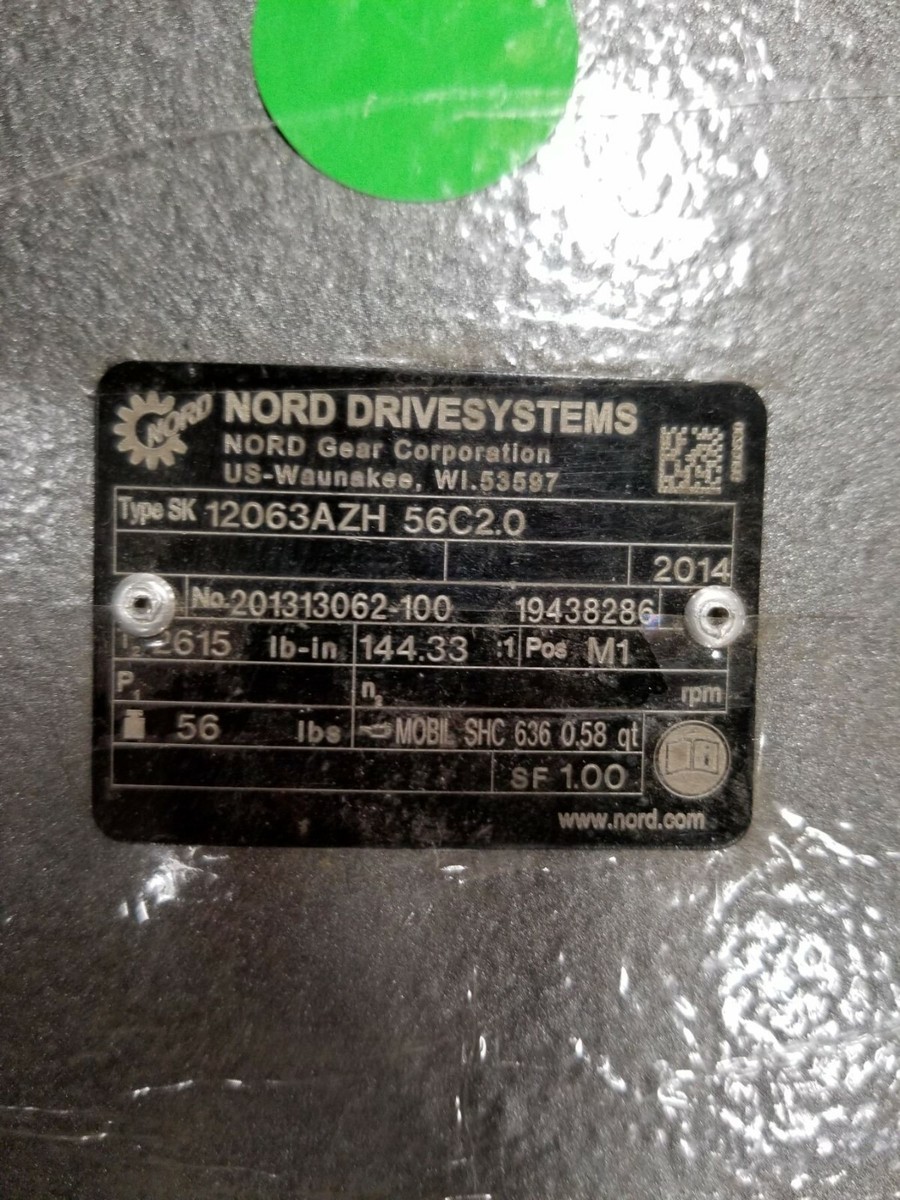 NORD
NORD DRIVESYSTEMS
NORD Gear Corporation
US-Waunakee, WI.53597
Type SK 12063AZH 56C2.0
2014
No. 201313062-100 19438286
2615 lb-in 144.33 :1 Pos M1
P₁ n₂ rpm
56 lbs MOBIL SHC 636 0.58 qt
SF 1.00
i
www.nord.com